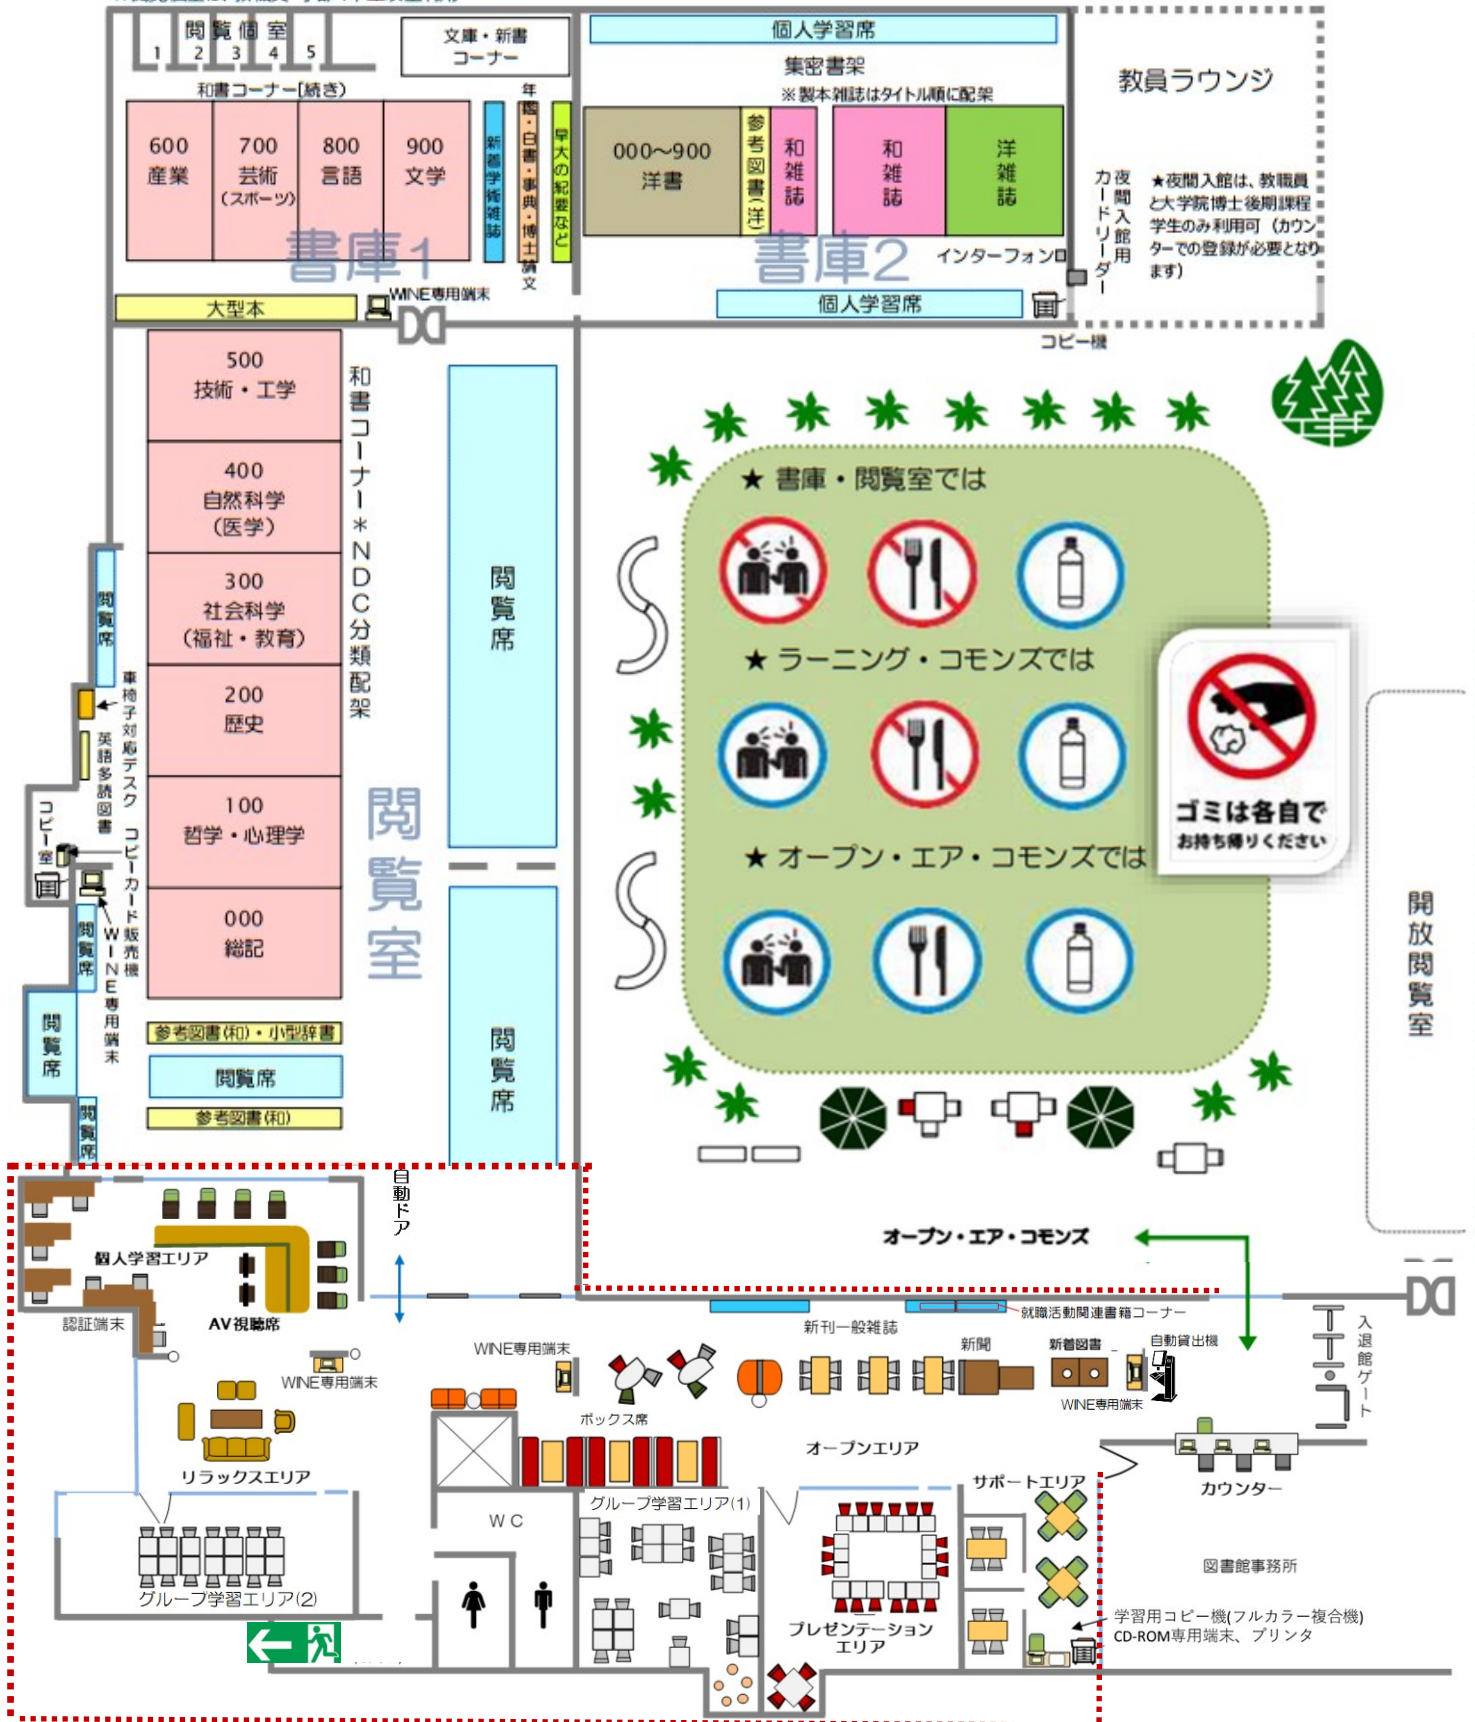 閲覧個室
1 2 3 4 5
文庫・新書
コーナー
個人学習席
集密書架
※製本雑誌はタイトル順に配架
教員ラウンジ
和書コーナー[続き]
600
産業
700
芸術
(スポーツ)
800
言語
900
文学
新着学術雑誌
年鑑・白書・事典・博士論文
早大の紀要など
000～900
洋書
参考図書(洋)
和雑誌
和雑誌
洋雑誌
夜間入館用
カードリーダー
★夜間入館は、教職員
と大学院博士後期課程
学生のみ利用可（カウン
ターでの登録が必要となり
ます)
書庫1
書庫2
インターフォン
大型本
WINE専用端末
個人学習席
コピー機
500
技術・工学
400
自然科学
(医学)
300
社会科学
(福祉・教育)
200
歴史
100
哲学・心理学
000
総記
和書コーナー＊NDC分類配架
閲覧席
閲覧席
閲覧室
閲覧席
車椅子対応デスク
英語多読図書
コピー室
コピーカード販売機
WINE専用端末
閲覧席
閲覧席
閲覧席
参考図書(和)・小型辞書
閲覧席
参考図書(和)
★ 書庫・閲覧室では
★ ラーニング・コモンズでは
★ オープン・エア・コモンズでは
ゴミは各自で
お持ち帰りください
開放閲覧室
オープン・エア・コモンズ
自動ドア
個人学習エリア
認証端末
AV視聴席
WINE専用端末
リラックスエリア
グループ学習エリア(2)
WINE専用端末
新刊一般雑誌
就職活動関連書籍コーナー
新聞
新着図書
自動貸出機
WINE専用端末
入退館ゲート
ボックス席
オープンエリア
サポートエリア
カウンター
グループ学習エリア(1)
WC
プレゼンテーション
エリア
図書館事務所
学習用コピー機(フルカラー複合機)
CD-ROM専用端末、プリンタ